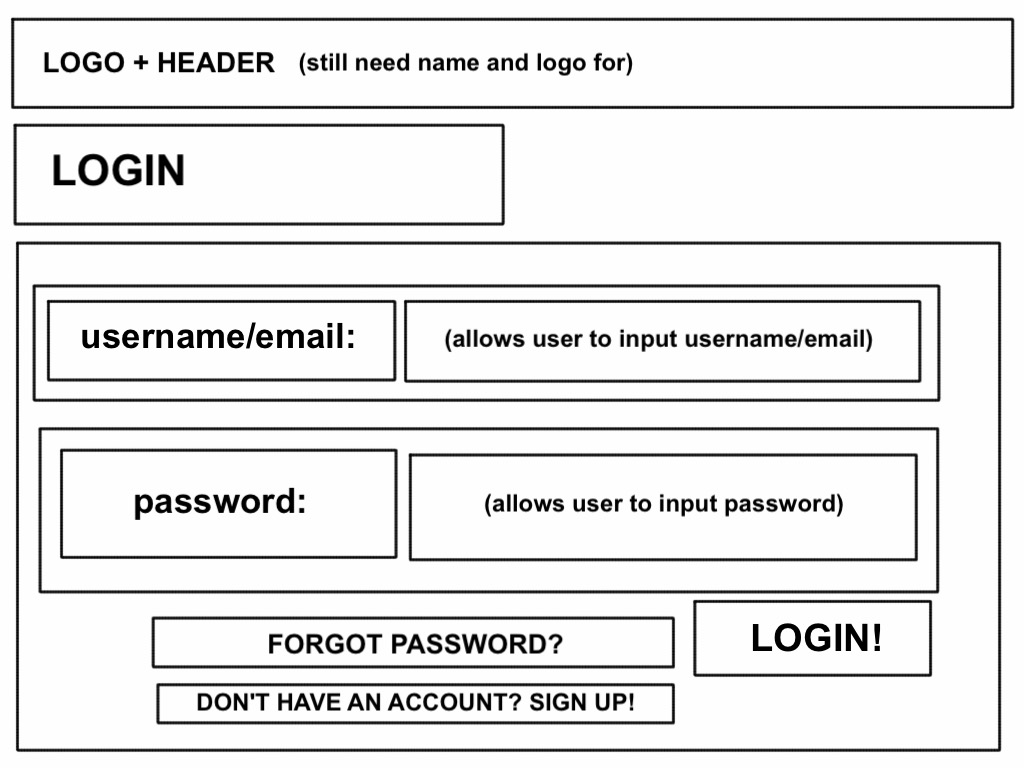 LOGO + HEADER (still need name and logo for)
LOGIN
username/email: (allows user to input username/email)
password: (allows user to input password)
FORGOT PASSWORD? LOGIN!
DON'T HAVE AN ACCOUNT? SIGN UP!